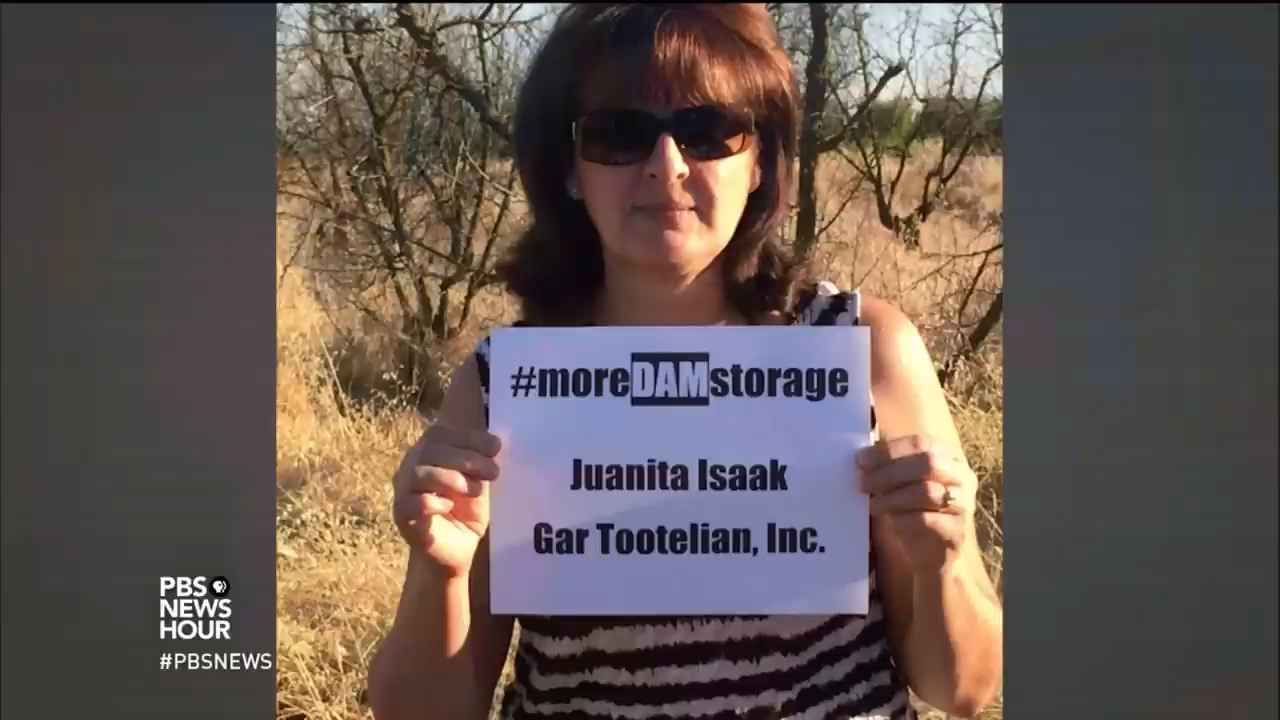 #moreDAMstorage
Juanita Isaak
Gar Tootelian, Inc.
PBS
NEWS
HOUR
#PBSNEWS